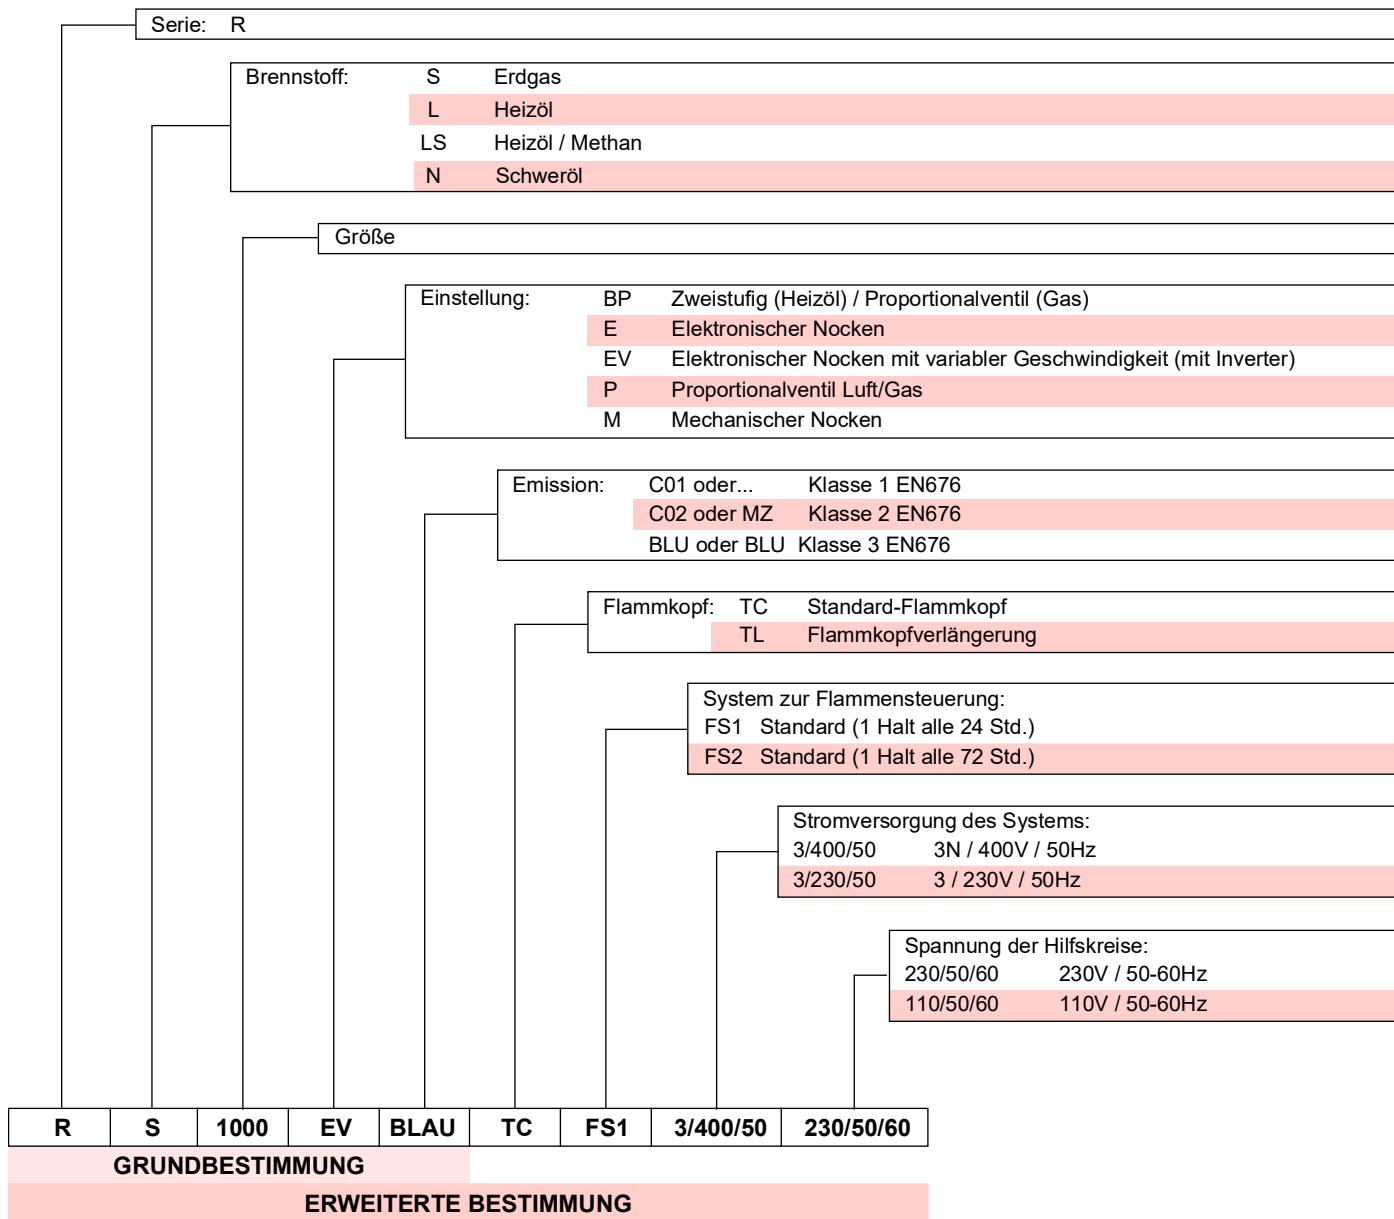 Serie: R
Brennstoff: S Erdgas
L Heizöl
LS Heizöl / Methan
N Schweröl
Größe
Einstellung: BP Zweistufig (Heizöl) / Proportionalventil (Gas)
E Elektronischer Nocken
EV Elektronischer Nocken mit variabler Geschwindigkeit (mit Inverter)
P Proportionalventil Luft/Gas
M Mechanischer Nocken
Emission: C01 oder... Klasse 1 EN676
C02 oder MZ Klasse 2 EN676
BLU oder BLU Klasse 3 EN676
Flammkopf: TC Standard-Flammkopf
TL Flammkopfverlängerung
System zur Flammensteuerung:
FS1 Standard (1 Halt alle 24 Std.)
FS2 Standard (1 Halt alle 72 Std.)
Stromversorgung des Systems:
3/400/50 3N / 400V / 50Hz
3/230/50 3 / 230V / 50Hz
Spannung der Hilfskreise:
230/50/60 230V / 50-60Hz
110/50/60 110V / 50-60Hz
R S 1000 EV BLAU TC FS1 3/400/50 230/50/60
GRUNDBESTIMMUNG
ERWEITERTE BESTIMMUNG